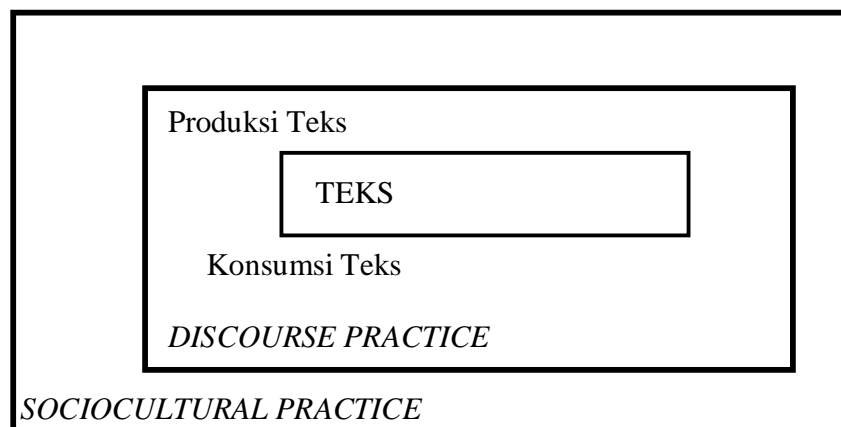 Produksi Teks
TEKS
Konsumsi Teks
DISCOURSE PRACTICE
SOCIOCULTURAL PRACTICE